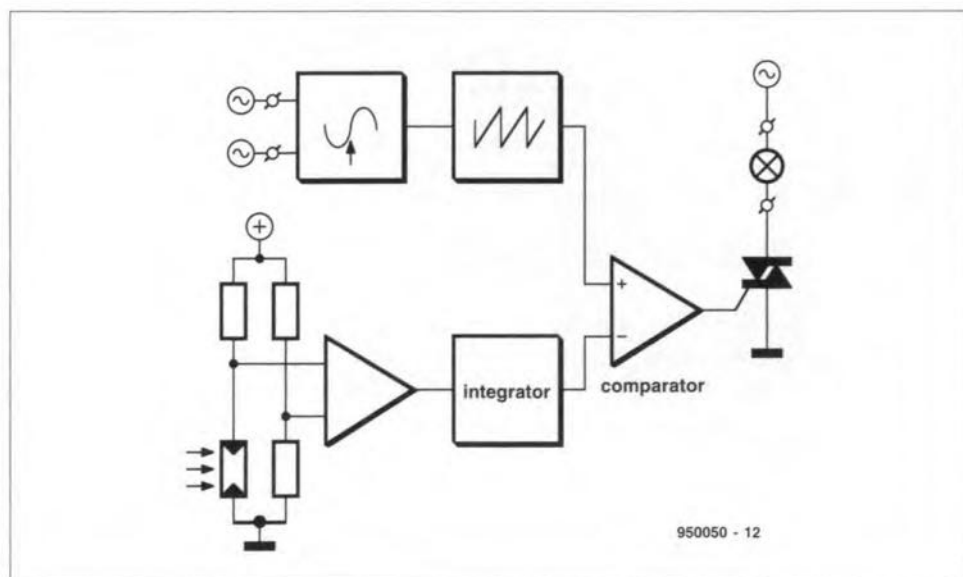 +
−
integrator
comparator
950050 - 12